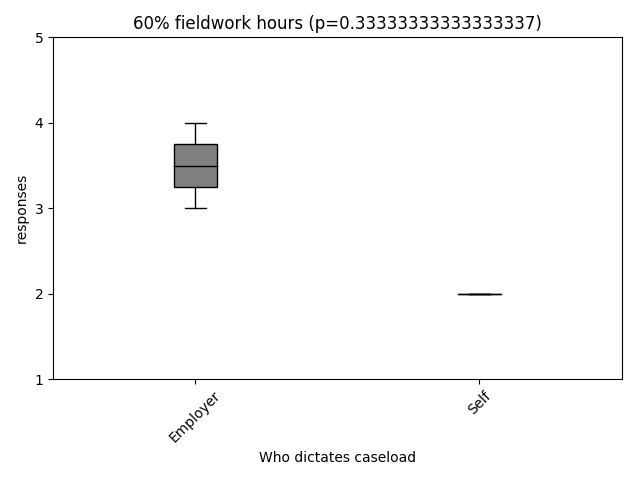 60% fieldwork hours (p=0.33333333333333337)
5
4
3
2
1
responses
Employer
Self
Who dictates caseload